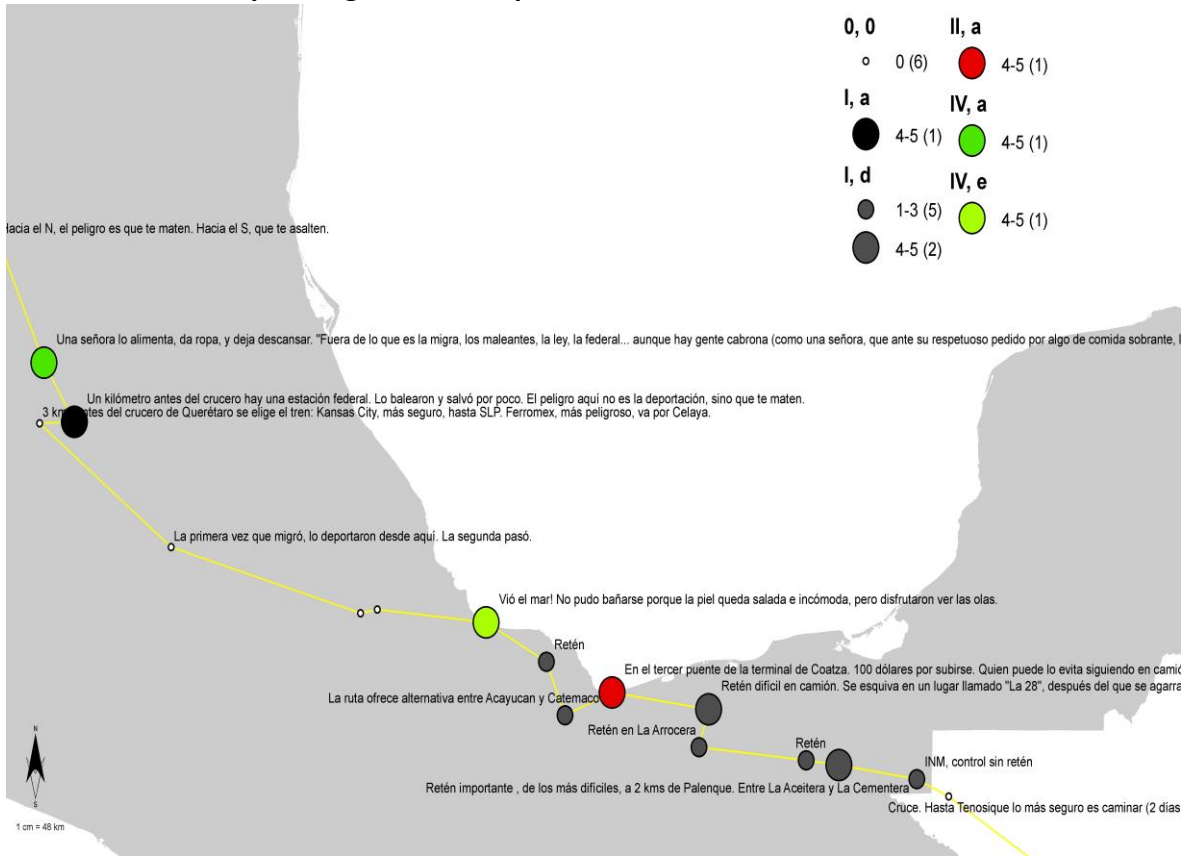 0, 0
0 (6)
I, a
4-5 (1)
I, d
1-3 (5)
4-5 (2)
II, a
4-5 (1)
IV, a
4-5 (1)
IV, e
4-5 (1)
Hacia el N, el peligro es que te maten. Hacia el S, que te asalten.
Una señora lo alimenta, da ropa, y deja descansar. "Fuera de lo que es la migra, los maleantes, la ley, la federal... aunque hay gente cabrona (como una señora, que ante su respetuoso pedido por algo de comida sobrante,
Un kilómetro antes del crucero hay una estación federal. Lo balearon y salvó por poco. El peligro aquí no es la deportación, sino que te maten.
3 kms antes del crucero de Querétaro se elige el tren: Kansas City, más seguro, hasta SLP. Ferromex, más peligroso, va por Celaya.
La primera vez que migró, lo deportaron desde aquí. La segunda pasó.
Vió el mar! No pudo bañarse porque la piel queda salada e incómoda, pero disfrutaron ver las olas.
Retén
En el tercer puente de la terminal de Coatza. 100 dólares por subirse. Quien puede lo evita siguiendo en camió
Retén difícil en camión. Se esquiva en un lugar llamado "La 28", después del que se agarra
La ruta ofrece alternativa entre Acayucan y Catemaco
Retén en La Arrocera
Retén
INM, control sin retén
Retén importante , de los más difíciles, a 2 kms de Palenque. Entre La Aceitera y La Cementera
Cruce. Hasta Tenosique lo más seguro es caminar (2 días
N
S
1 cm = 48 km